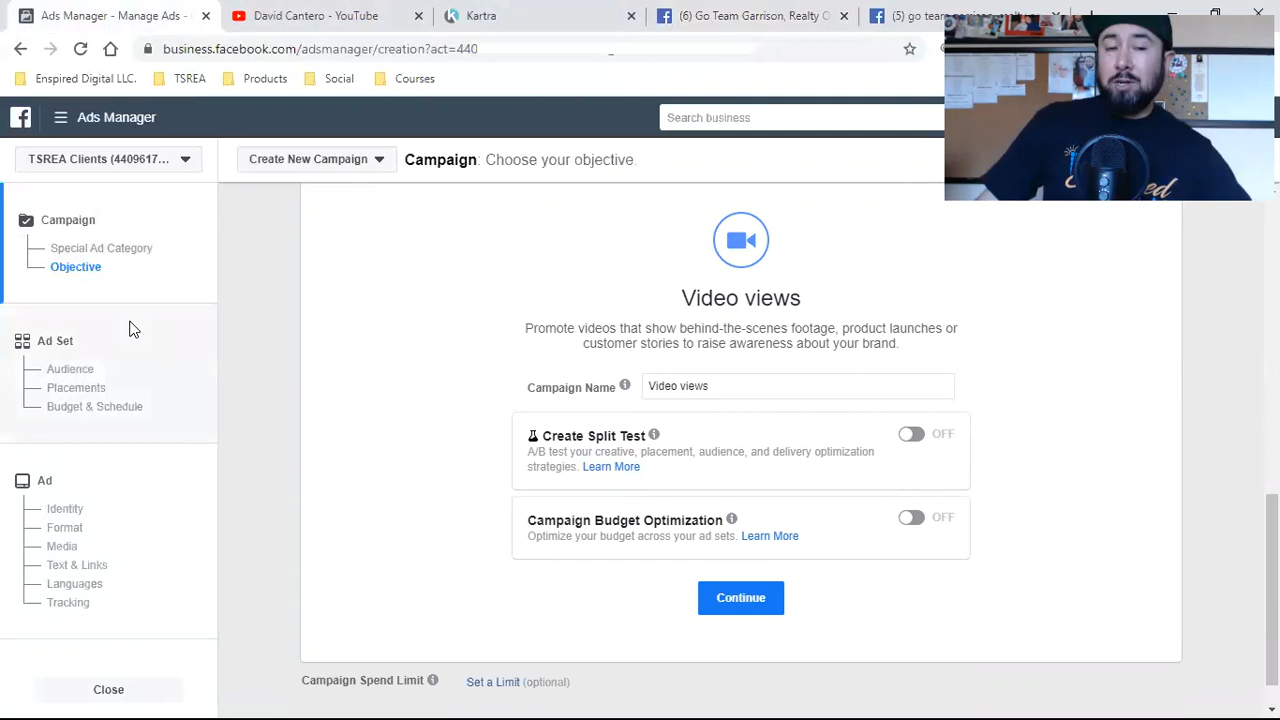 Ads Manager - Manage Ads -
David Cantero - YouTube
Kartra
(6) Go Team Garrison, Realty O
(5) go tea
business.facebook.com/adsm
/creation?act=440
Enspired Digital LLC.
TSREA
Products
Social
Courses
Ads Manager
Search business
TSREA Clients (4409617...
Create New Campaign
Campaign: Choose your objective.
Campaign
Special Ad Category
Objective
Ad Set
Audience
Placements
Budget & Schedule
Ad
Identity
Format
Media
Text & Links
Languages
Tracking
Close
Video views
Promote videos that show behind-the-scenes footage, product launches or
customer stories to raise awareness about your brand.
Campaign Name
Video views
Create Split Test
OFF
A/B test your creative, placement, audience, and delivery optimization
strategies. Learn More
Campaign Budget Optimization
OFF
Optimize your budget across your ad sets. Learn More
Continue
Campaign Spend Limit
Set a Limit (optional)